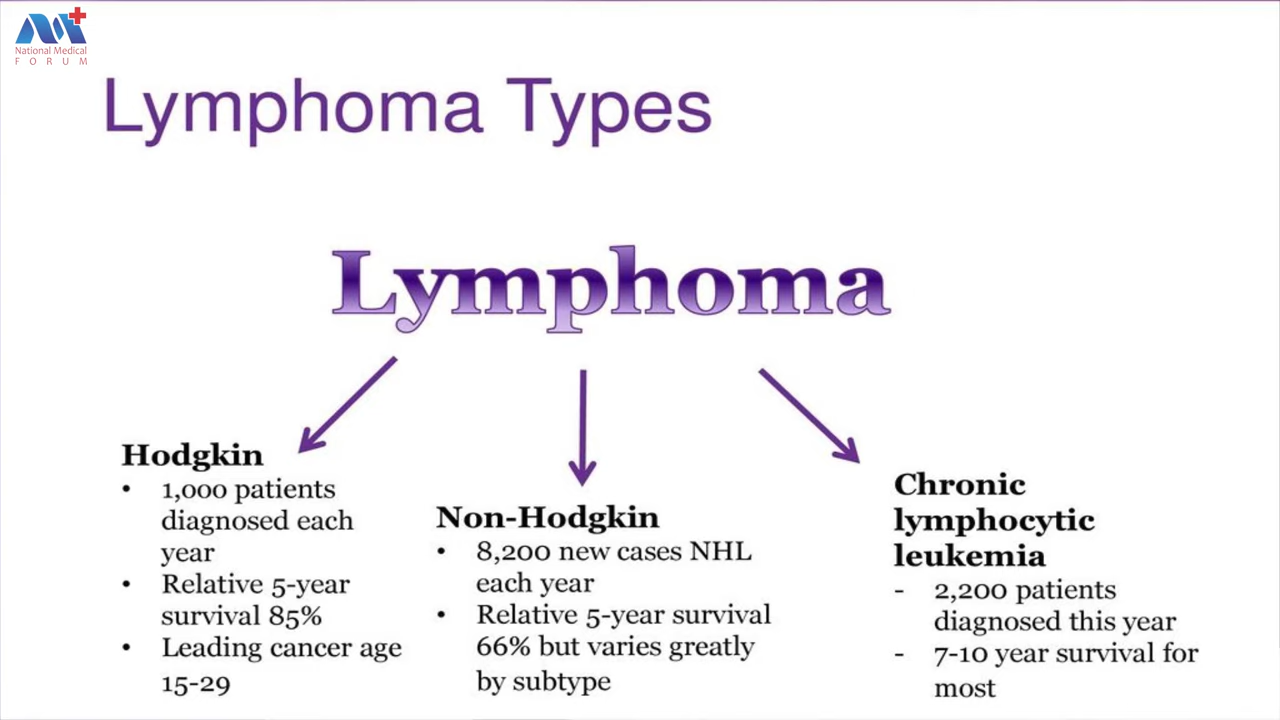 National Medical
FORUM
Lymphoma Types
Lymphoma
Hodgkin
• 1,000 patients
diagnosed each
year
• Relative 5-year
survival 85%
• Leading cancer age
15-29
Non-Hodgkin
• 8,200 new cases NHL
each year
• Relative 5-year survival
66% but varies greatly
by subtype
Chronic
lymphocytic
leukemia
- 2,200 patients
diagnosed this year
- 7-10 year survival for
most